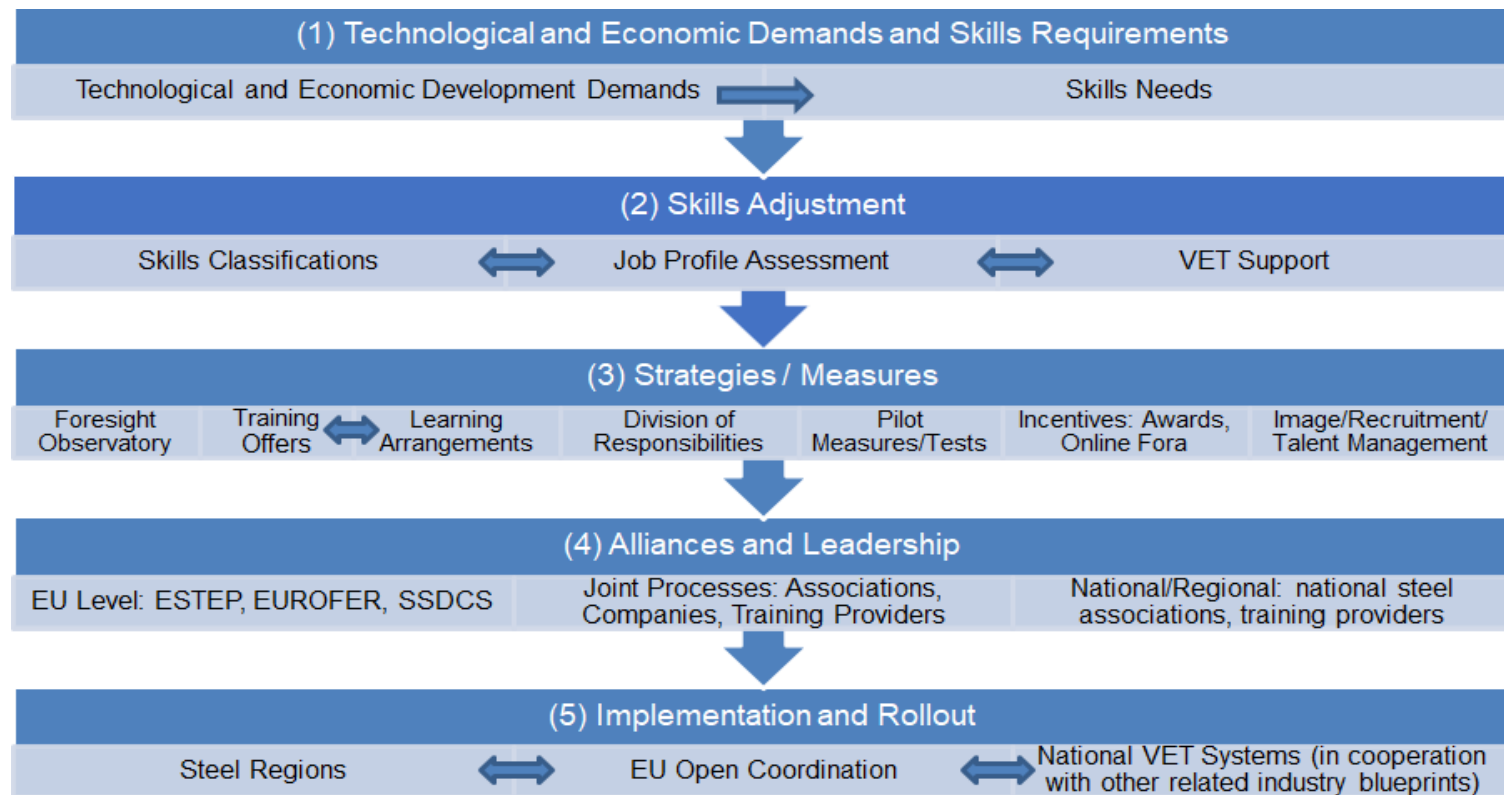 (1) Technological and Economic Demands and Skills Requirements
Technological and Economic Development Demands
Skills Needs
(2) Skills Adjustment
Skills Classifications
Job Profile Assessment
VET Support
(3) Strategies / Measures
Foresight
Observatory
Training
Offers
Learning
Arrangements
Division of
Responsibilities
Pilot
Measures/Tests
Incentives: Awards,
Online Fora
Image/Recruitment/
Talent Management
(4) Alliances and Leadership
EU Level: ESTEP, EUROFER, SSDCS
Joint Processes: Associations,
Companies, Training Providers
National/Regional: national steel
associations, training providers
(5) Implementation and Rollout
Steel Regions
EU Open Coordination
National VET Systems (in cooperation
with other related industry blueprints)